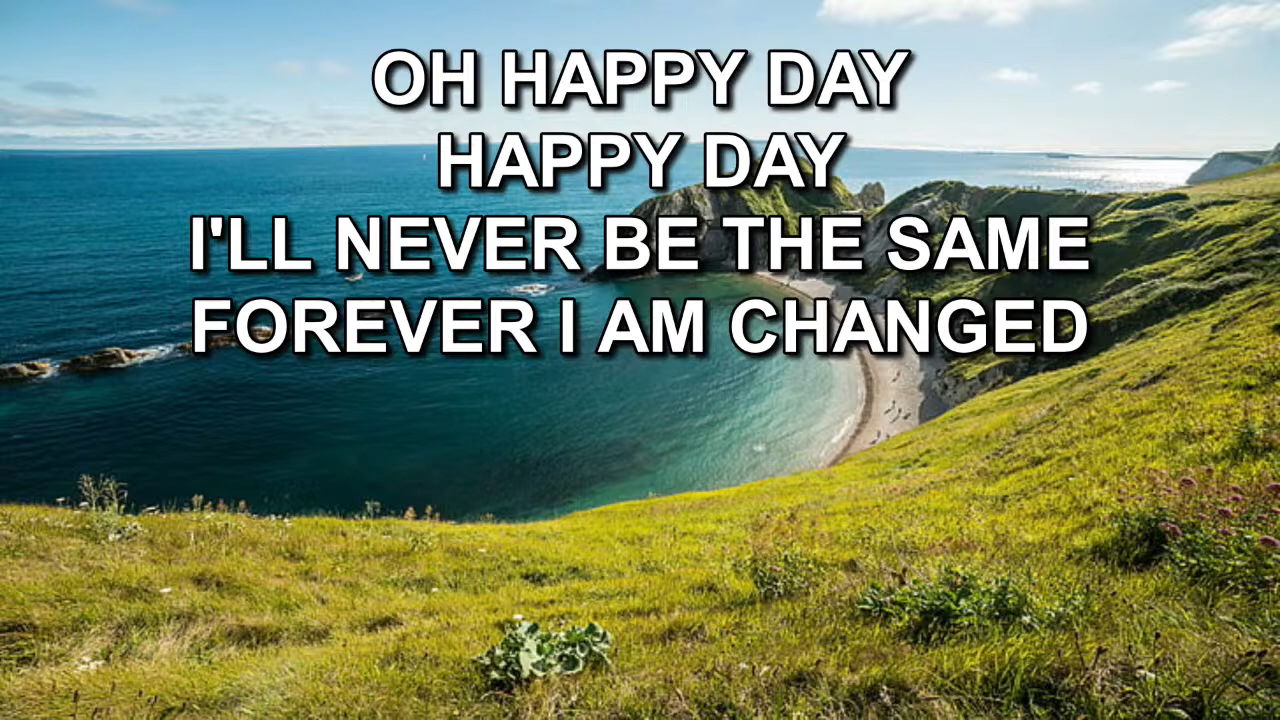 OH HAPPY DAY
HAPPY DAY
I'LL NEVER BE THE SAME
FOREVER I AM CHANGED